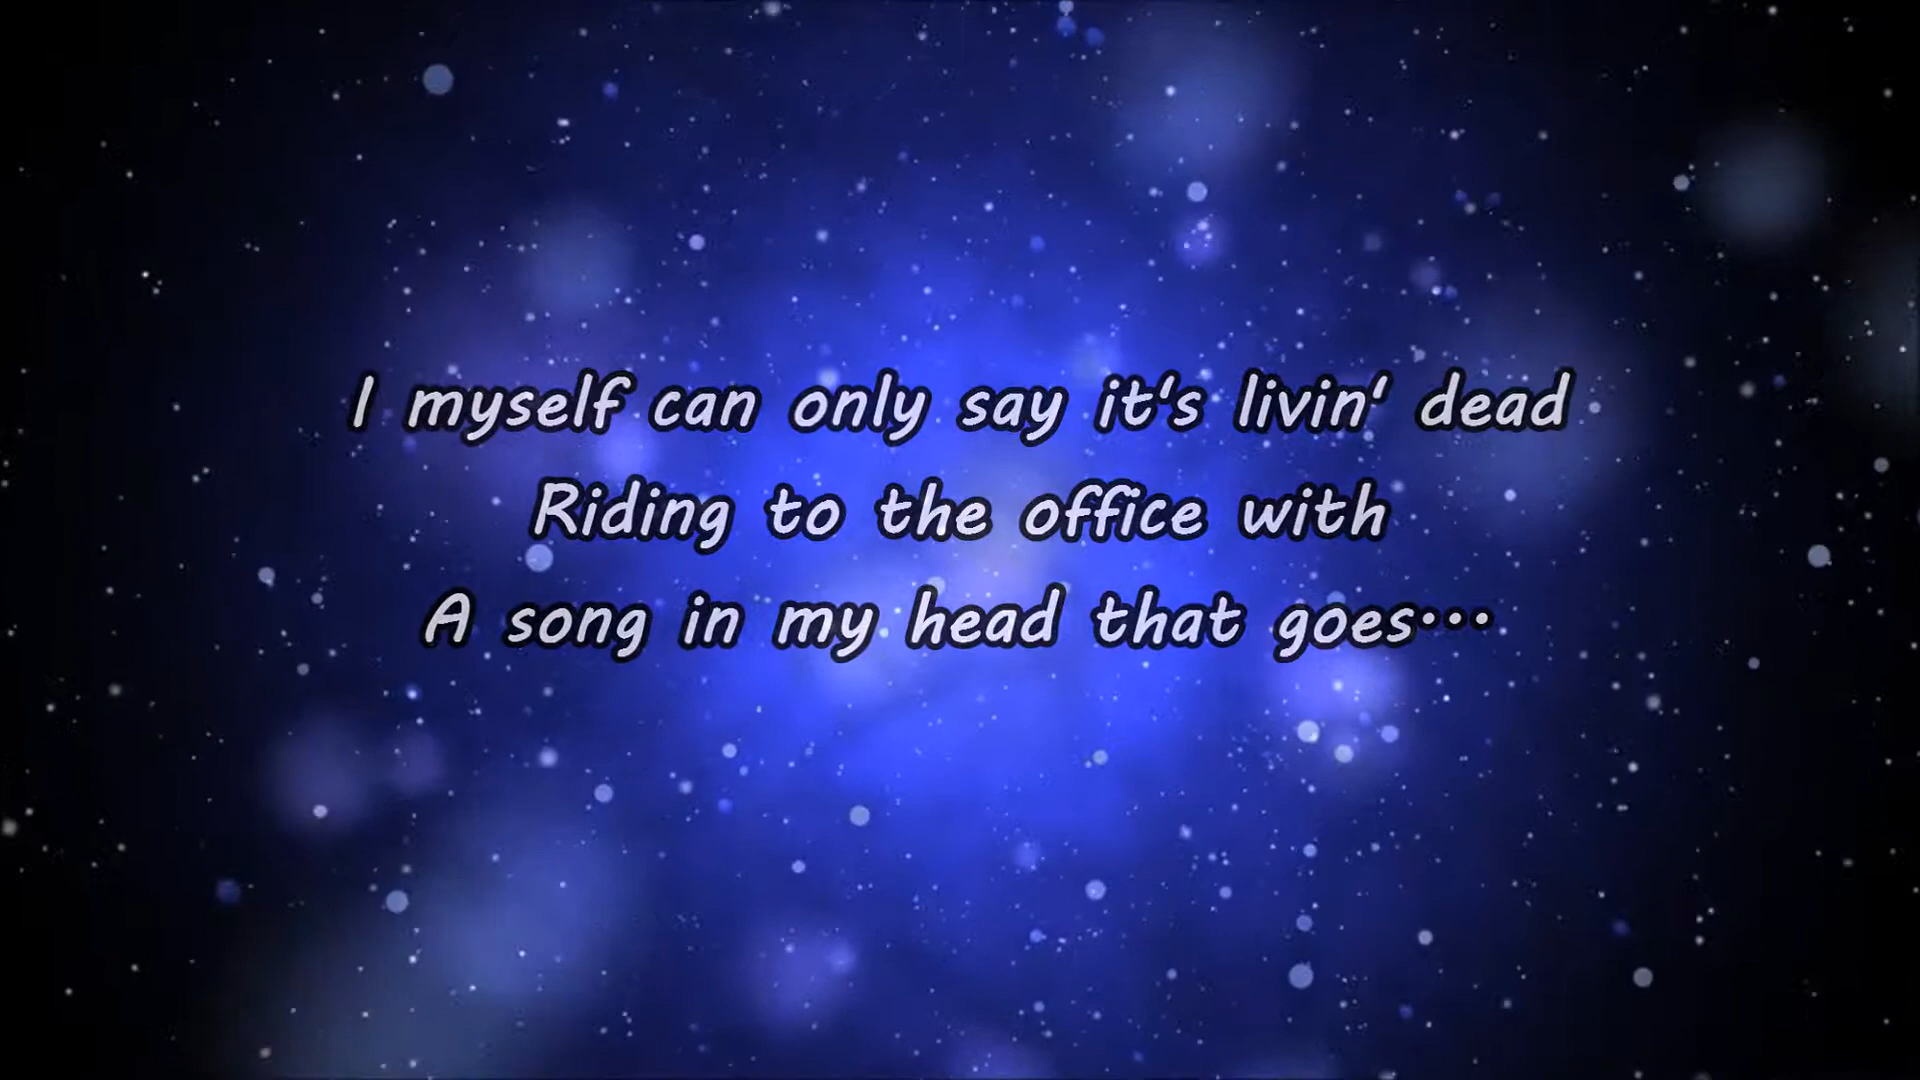 I myself can only say it's livin' dead
Riding to the office with
A song in my head that goes...